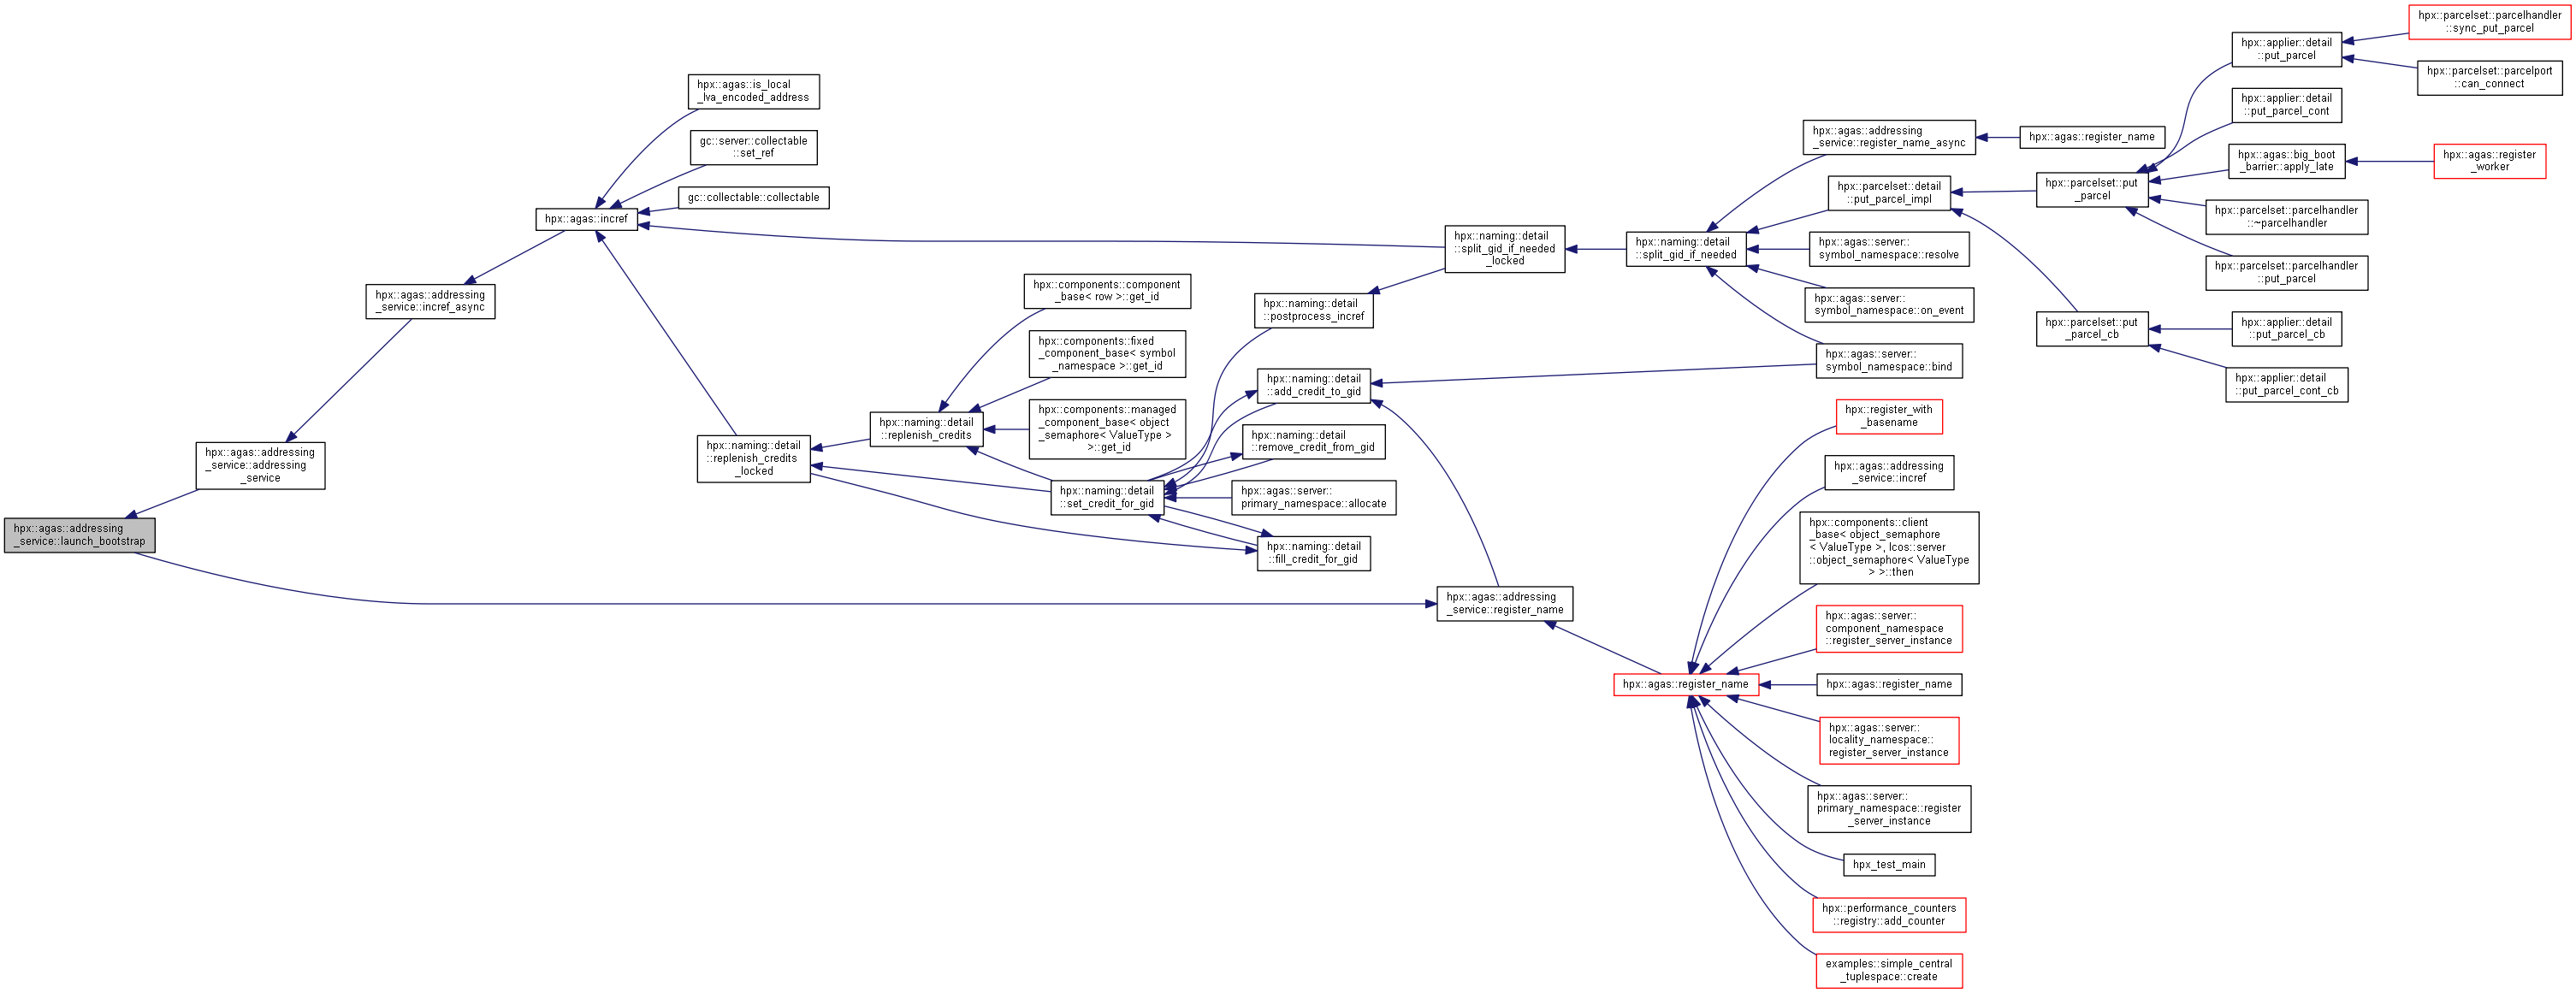 hpx::agas::addressing
_service::launch_bootstrap
hpx::agas::addressing
_service::addressing
_service
hpx::agas::addressing
_service::incref_async
hpx::agas::incref
hpx::agas::is_local
_lva_encoded_address
gc::server::collectable
::set_ref
gc::collectable::collectable
hpx::naming::detail
::replenish_credits
_locked
hpx::naming::detail
::replenish_credits
hpx::components::component
_base< row >::get_id
hpx::components::fixed
_component_base< symbol
_namespace >::get_id
hpx::components::managed
_component_base< object
_semaphore< ValueType >
>::get_id
hpx::naming::detail
::set_credit_for_gid
hpx::naming::detail
::postprocess_incref
hpx::naming::detail
::add_credit_to_gid
hpx::naming::detail
::remove_credit_from_gid
hpx::agas::server::
primary_namespace::allocate
hpx::naming::detail
::fill_credit_for_gid
hpx::naming::detail
::split_gid_if_needed
_locked
hpx::naming::detail
::split_gid_if_needed
hpx::agas::addressing
_service::register_name_async
hpx::agas::register_name
hpx::parcelset::detail
::put_parcel_impl
hpx::agas::server::
symbol_namespace::resolve
hpx::agas::server::
symbol_namespace::on_event
hpx::agas::server::
symbol_namespace::bind
hpx::parcelset::put
_parcel
hpx::parcelset::put
_parcel_cb
hpx::applier::detail
::put_parcel
hpx::parcelset::parcelhandler
::sync_put_parcel
hpx::parcelset::parcelport
::can_connect
hpx::applier::detail
::put_parcel_cont
hpx::agas::big_boot
_barrier::apply_late
hpx::agas::register
_worker
hpx::parcelset::parcelhandler
::~parcelhandler
hpx::parcelset::parcelhandler
::put_parcel
hpx::applier::detail
::put_parcel_cb
hpx::applier::detail
::put_parcel_cont_cb
hpx::agas::addressing
_service::register_name
hpx::agas::register_name
hpx::register_with
_basename
hpx::agas::addressing
_service::incref
hpx::components::client
_base< object_semaphore
< ValueType >, lcos::server
::object_semaphore< ValueType
> >::then
hpx::agas::server::
component_namespace
::register_server_instance
hpx::agas::register_name
hpx::agas::server::
locality_namespace::
register_server_instance
hpx::agas::server::
primary_namespace::register
_server_instance
hpx_test_main
hpx::performance_counters
::registry::add_counter
examples::simple_central
_tuplespace::create